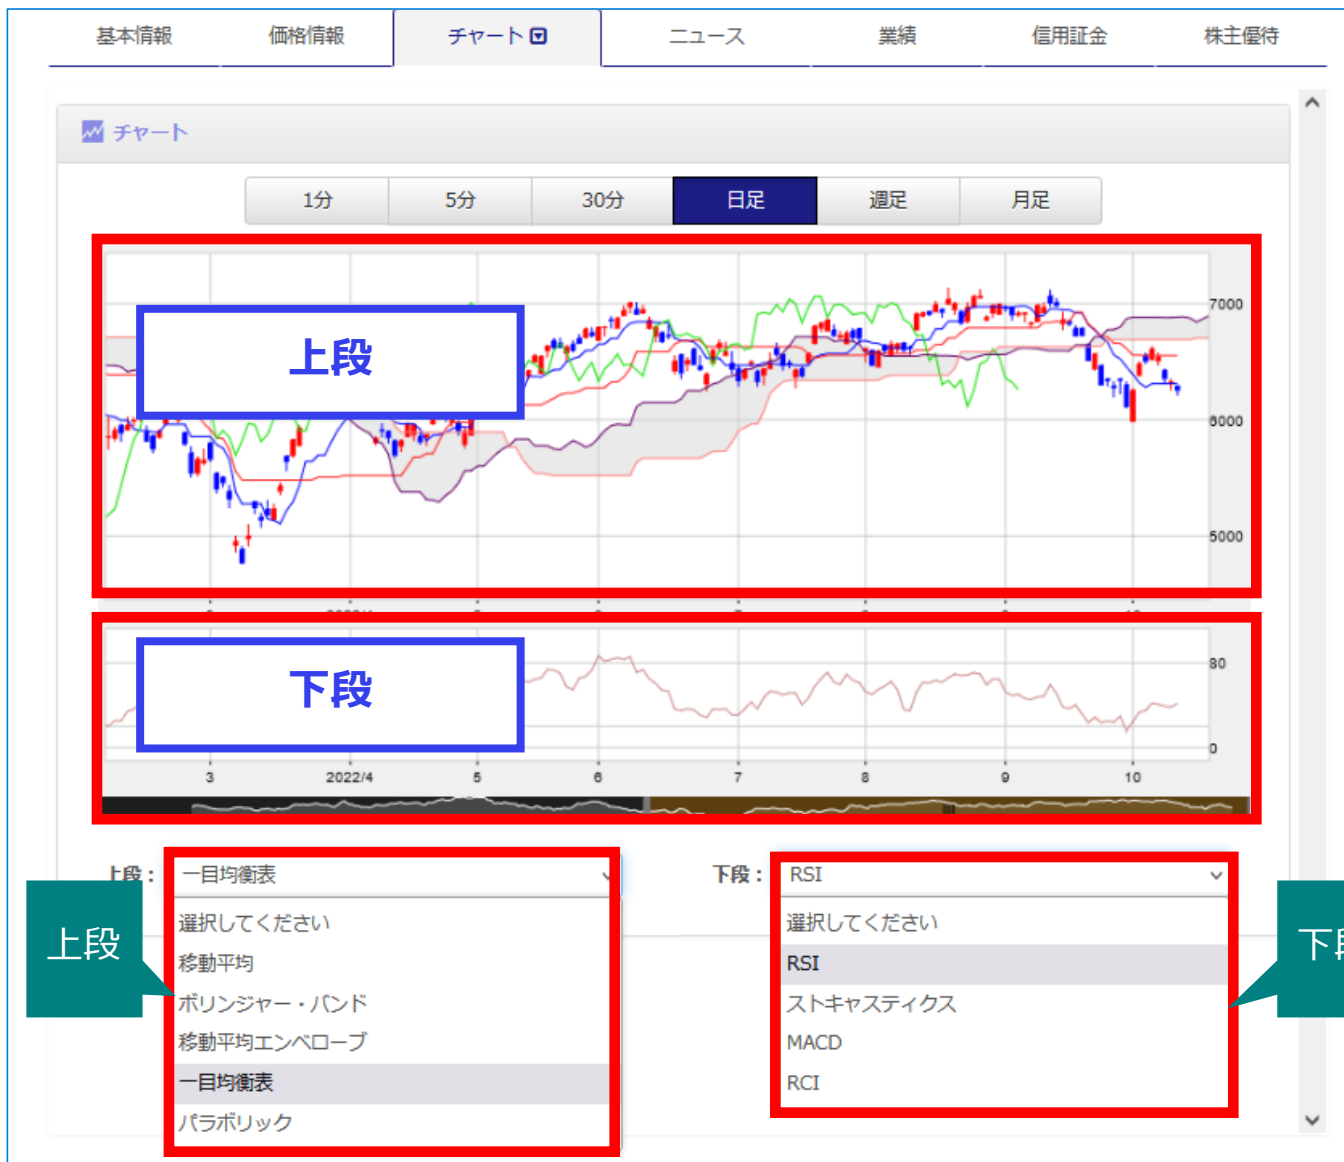 基本情報 価格情報 チャート ニュース 業績 信用証金 株主優待
チャート
1分 5分 30分 日足 週足 月足
上段
7000
6000
5000
下段
80
0
3 2022/4 5 6 7 8 9 10
上段： 一目均衡表
下段： RSI
上段
選択してください
移動平均
ボリンジャー・バンド
移動平均エンベロープ
一目均衡表
パラボリック
選択してください
RSI
ストキャスティクス
MACD
RCI
下段